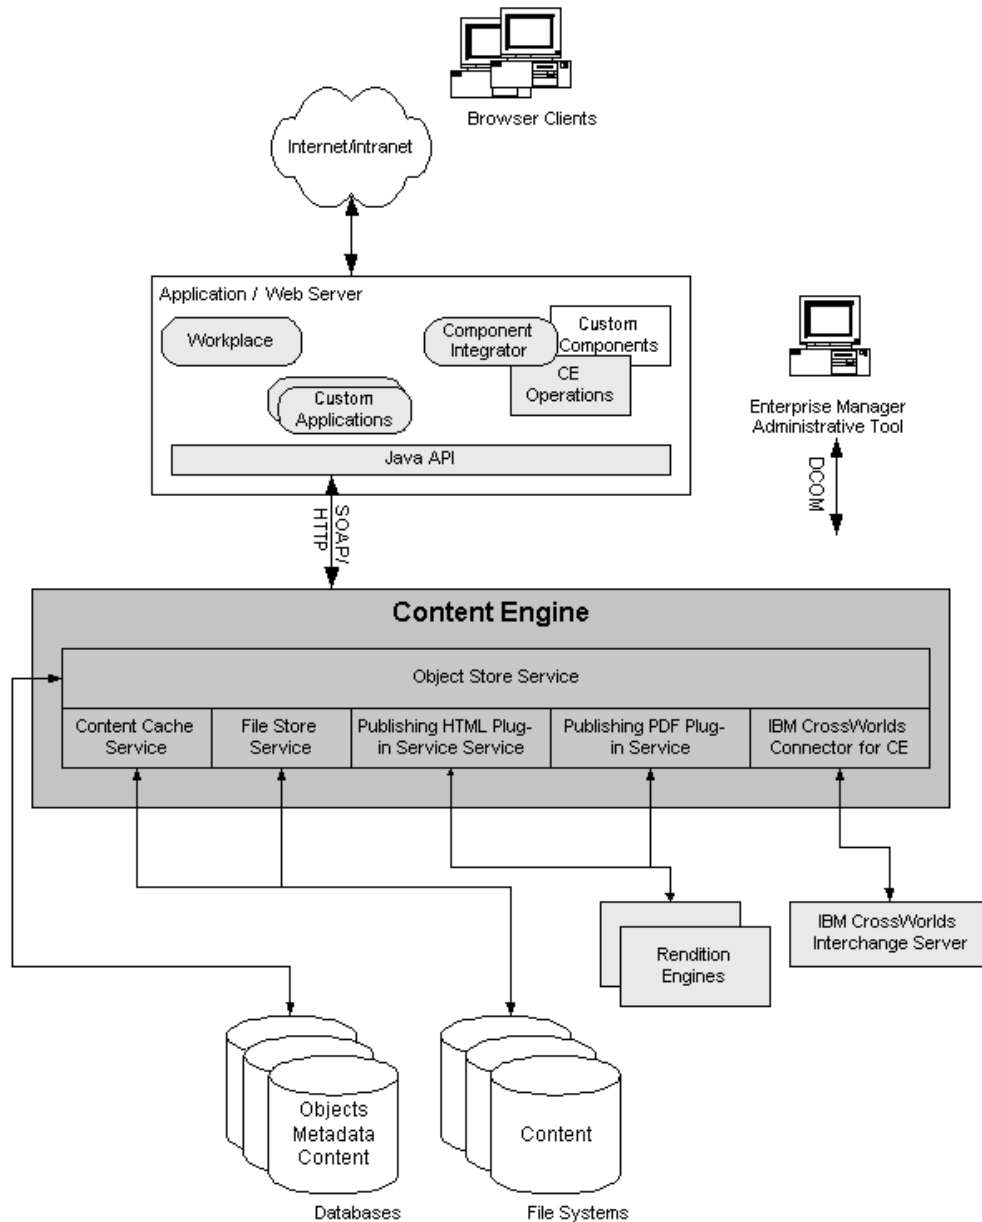 Browser Clients
Internet/intranet
Application / Web Server
Workplace
Component
Integrator
Custom
Components
CE
Operations
Custom
Applications
Java API
Enterprise Manager
Administrative Tool
DCOM
SOAP/
HTTP
Content Engine
Object Store Service
Content Cache
Service
File Store
Service
Publishing HTML Plug-
in Service Service
Publishing PDF Plug-
in Service
IBM CrossWorlds
Connector for CE
Rendition
Engines
IBM CrossWorlds
Interchange Server
Objects
Metadata
Content
Content
Databases
File Systems